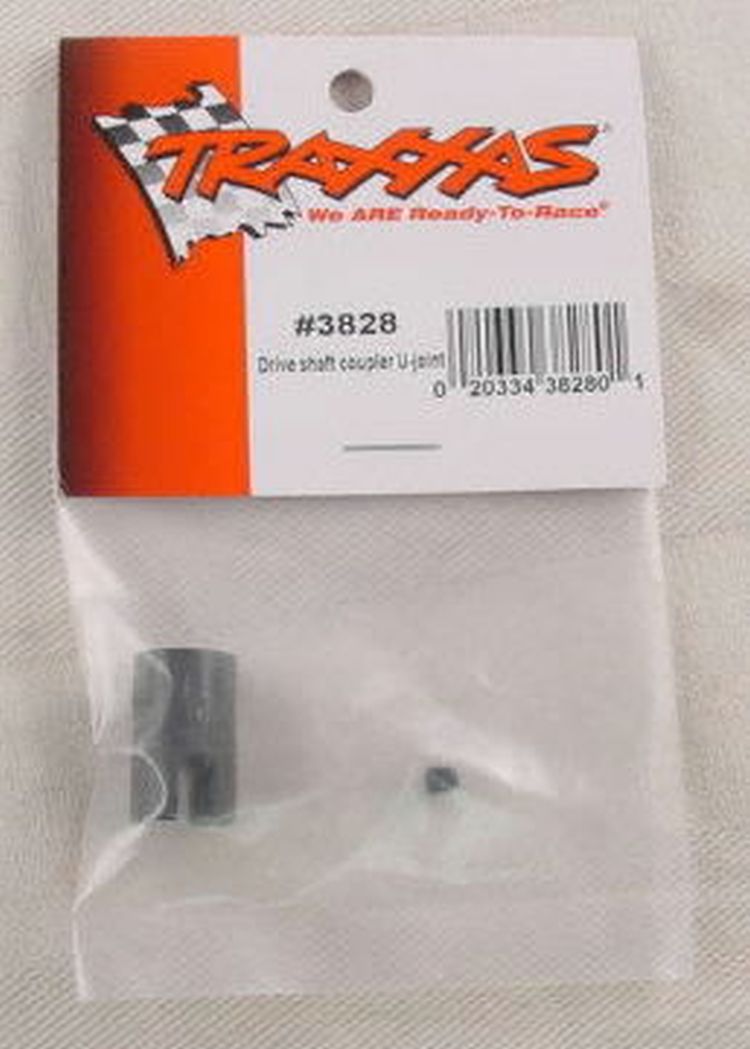 TRAXXAS
We ARE Ready-To-Race®
#3828
Drive shaft coupler U-joint
0 20334 38280 1